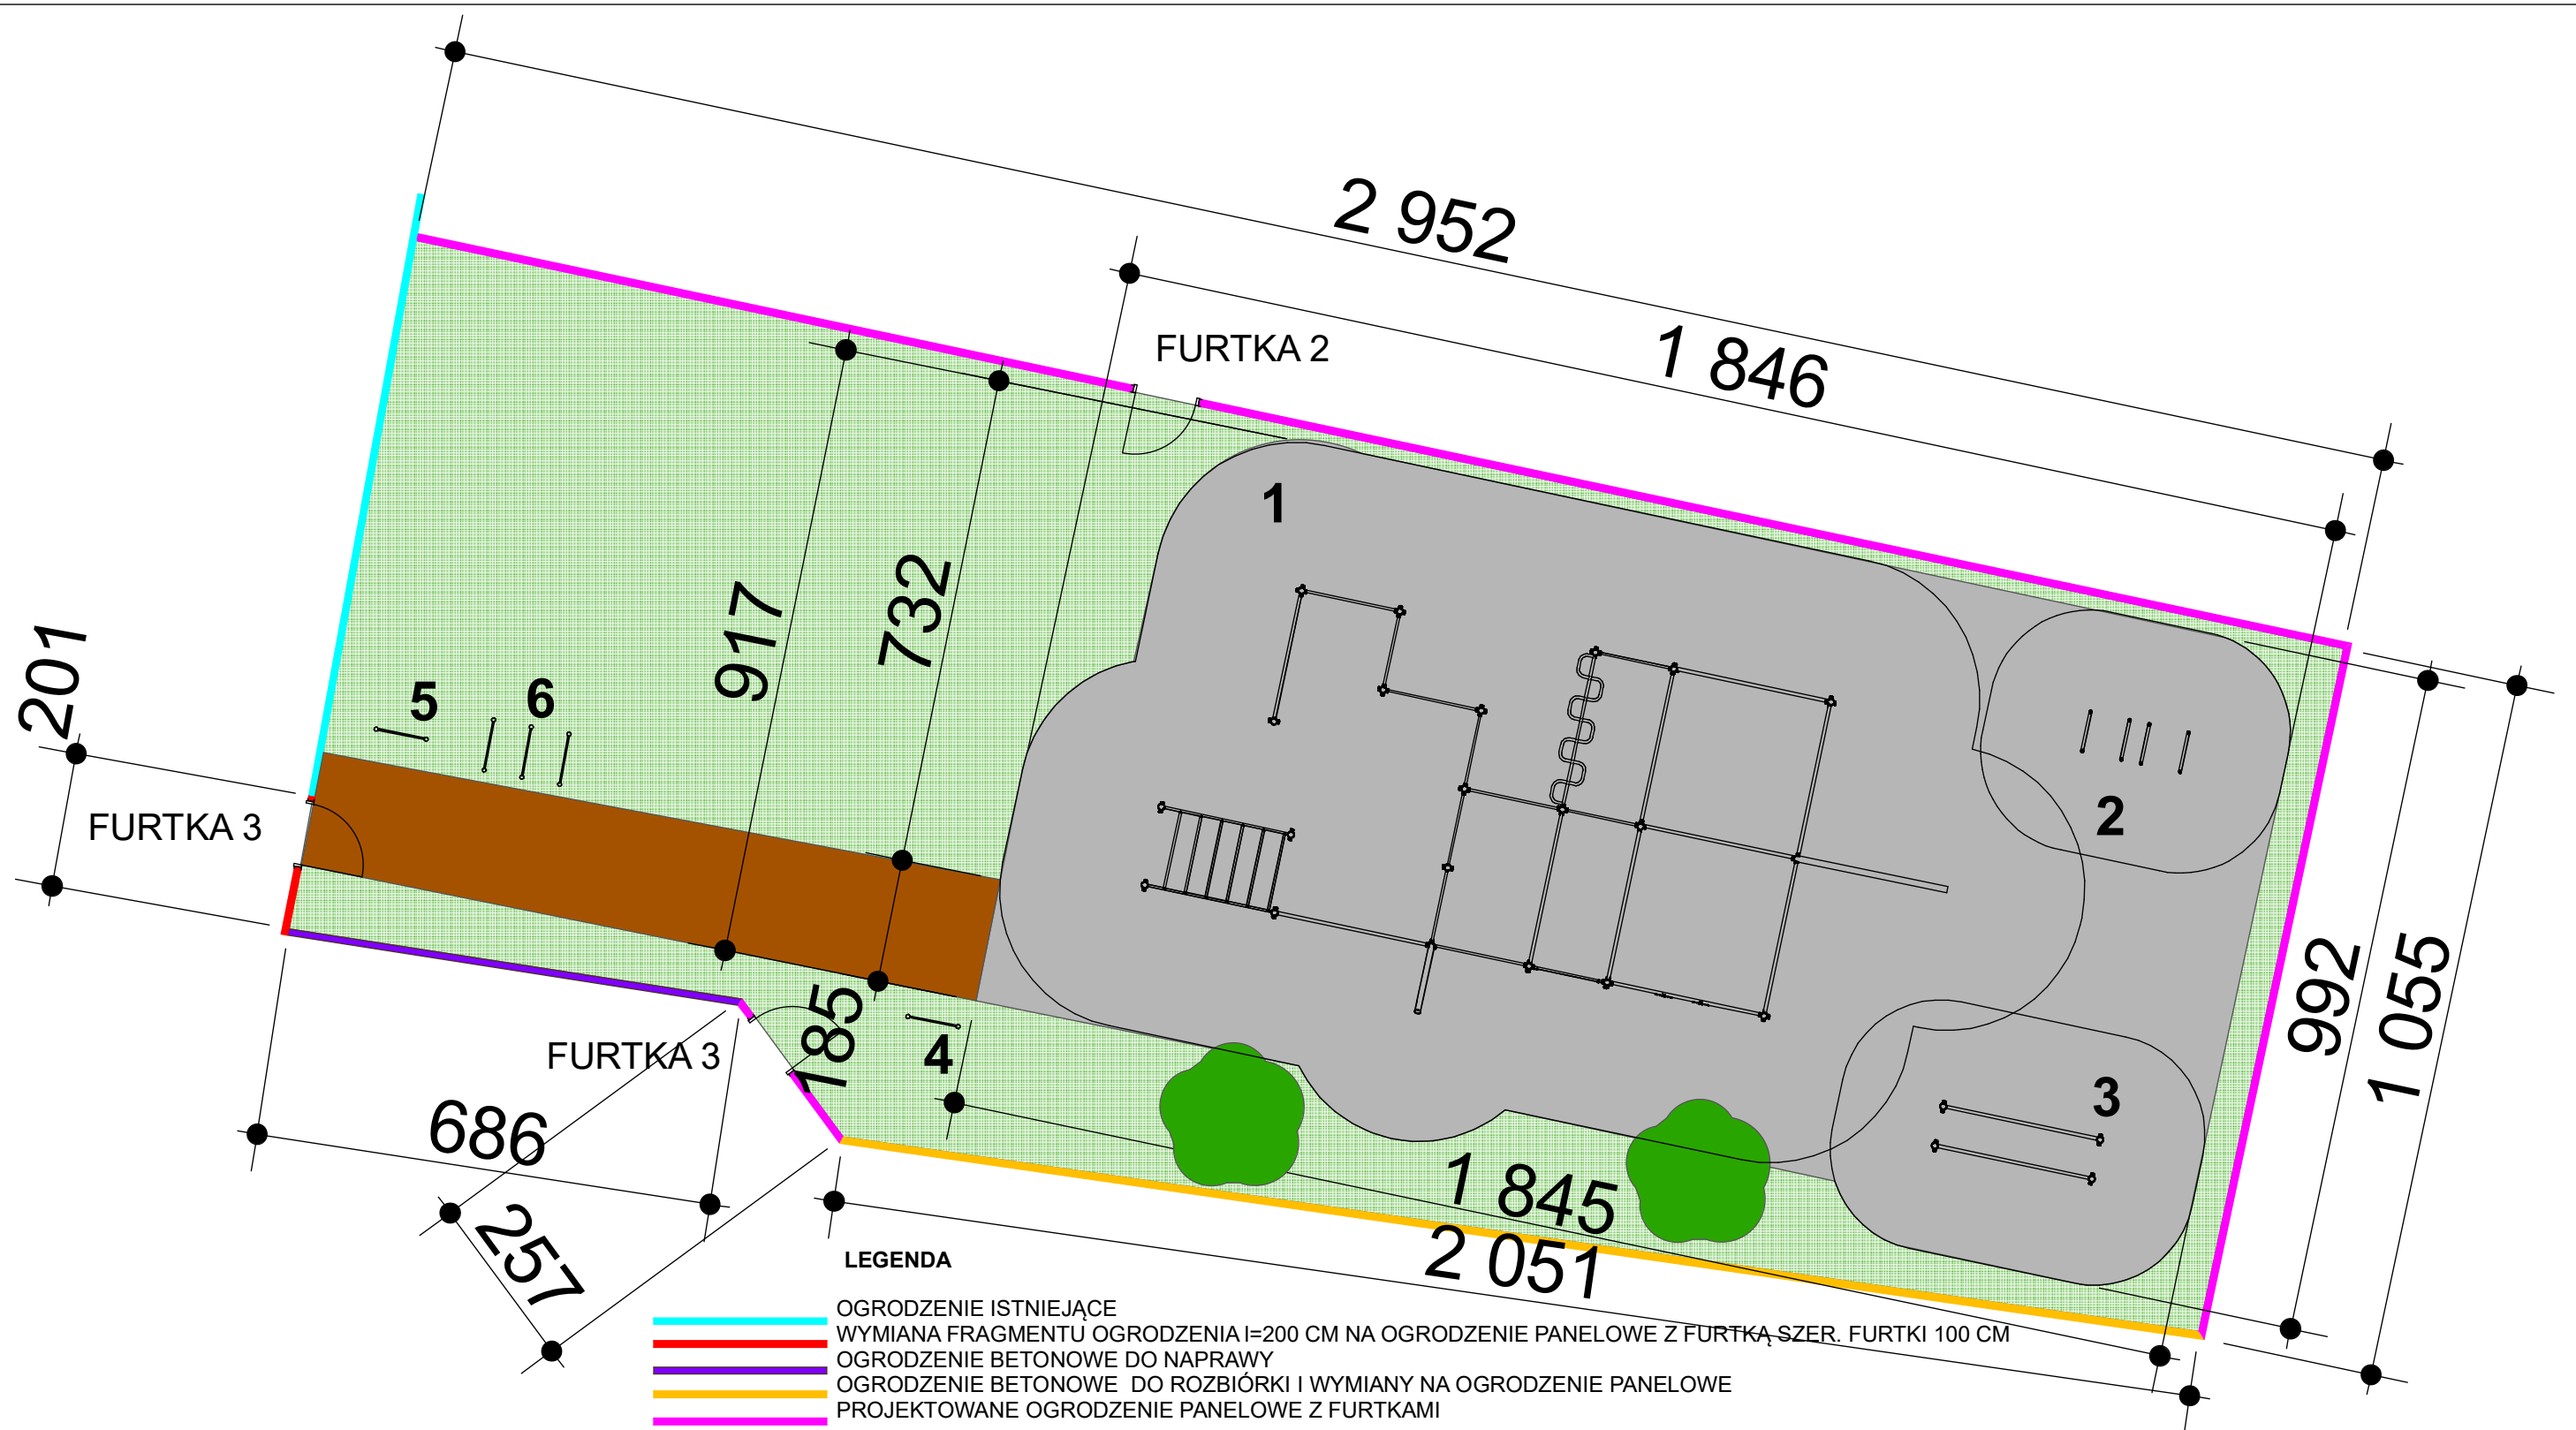 2 952
1 846
FURTKA 2
1
917
732
201
5
6
FURTKA 3
2
992
1 055
185
4
FURTKA 3
3
686
257
1 845
2 051
LEGENDA
OGRODZENIE ISTNIEJĄCE
WYMIANA FRAGMENTU OGRODZENIA l=200 CM NA OGRODZENIE PANELOWE Z FURTKĄ SZER. FURTKI 100 CM
OGRODZENIE BETONOWE DO NAPRAWY
OGRODZENIE BETONOWE DO ROZBIÓRKI I WYMIANY NA OGRODZENIE PANELOWE
PROJEKTOWANE OGRODZENIE PANELOWE Z FURTKAMI